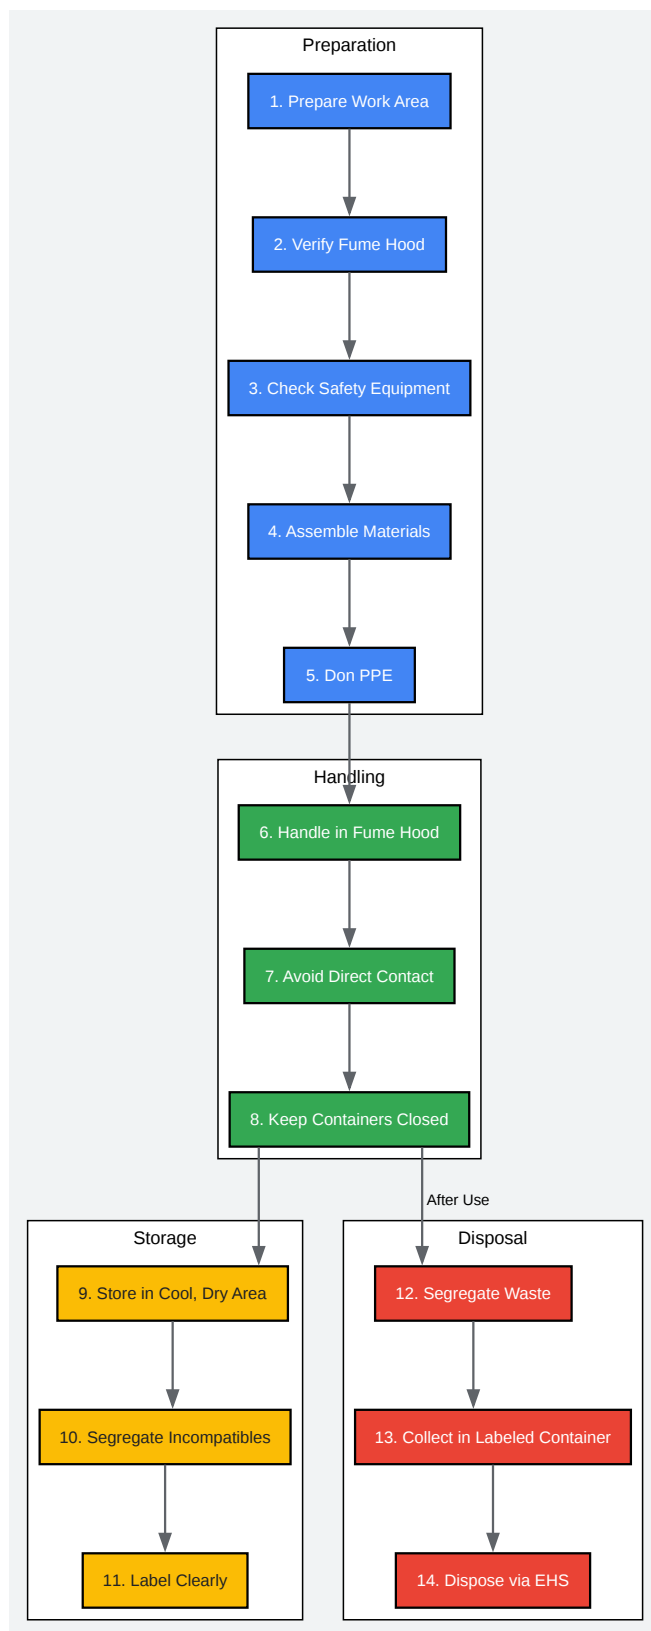 Preparation
1. Prepare Work Area
2. Verify Fume Hood
3. Check Safety Equipment
4. Assemble Materials
5. Don PPE
Handling
6. Handle in Fume Hood
7. Avoid Direct Contact
8. Keep Containers Closed
After Use
Storage
9. Store in Cool, Dry Area
10. Segregate Incompatibles
11. Label Clearly
Disposal
12. Segregate Waste
13. Collect in Labeled Container
14. Dispose via EHS